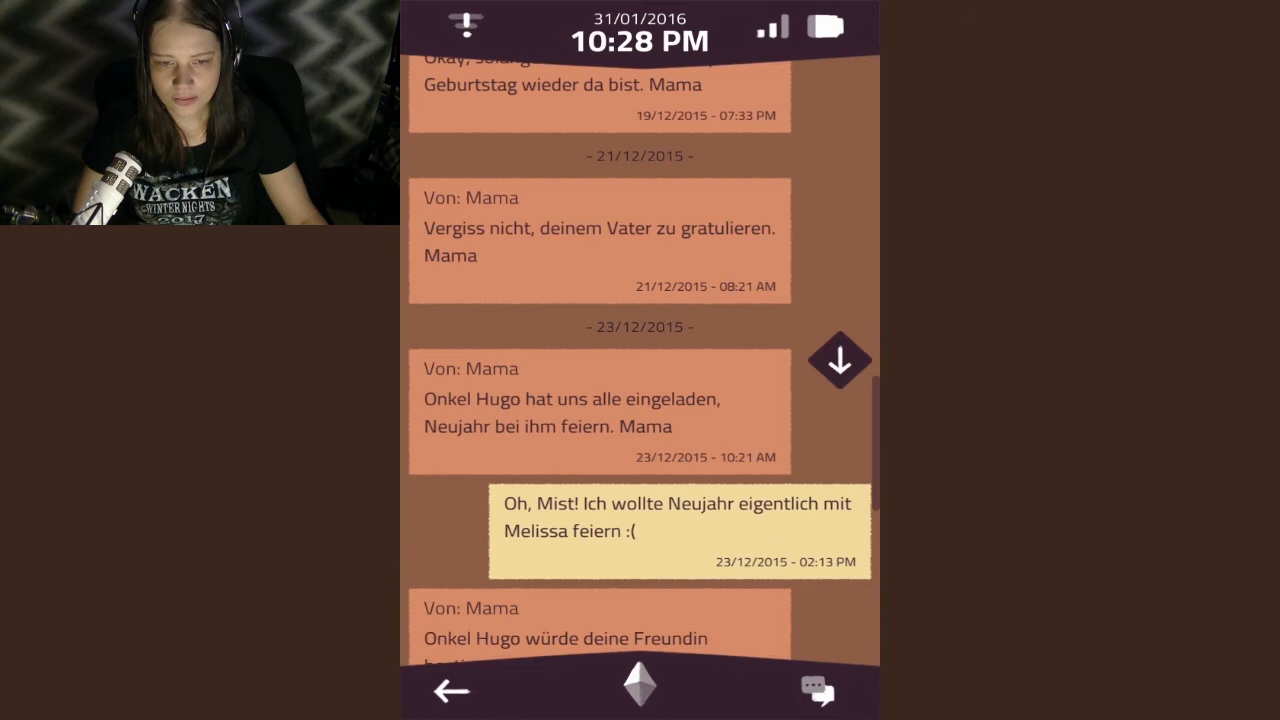 WACKEN
WINTER NIGHTS
2017
31/01/2016
10:28 PM
Okay, solang
Geburtstag wieder da bist. Mama
19/12/2015 - 07:33 PM
- 21/12/2015 -
Von: Mama
Vergiss nicht, deinem Vater zu gratulieren.
Mama
21/12/2015 - 08:21 AM
- 23/12/2015 -
Von: Mama
Onkel Hugo hat uns alle eingeladen,
Neujahr bei ihm feiern. Mama
23/12/2015 - 10:21 AM
Oh, Mist! Ich wollte Neujahr eigentlich mit
Melissa feiern :(
23/12/2015 - 02:13 PM
Von: Mama
Onkel Hugo würde deine Freundin